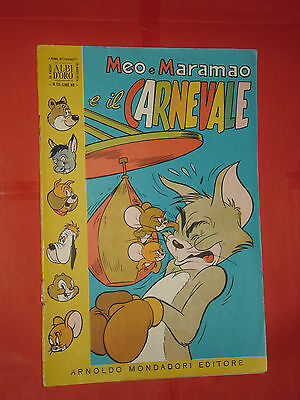 ALBI
D'ORO
Meo e Maramao
e il CARNEVALE
ARNOLDO MONDADORI EDITORE